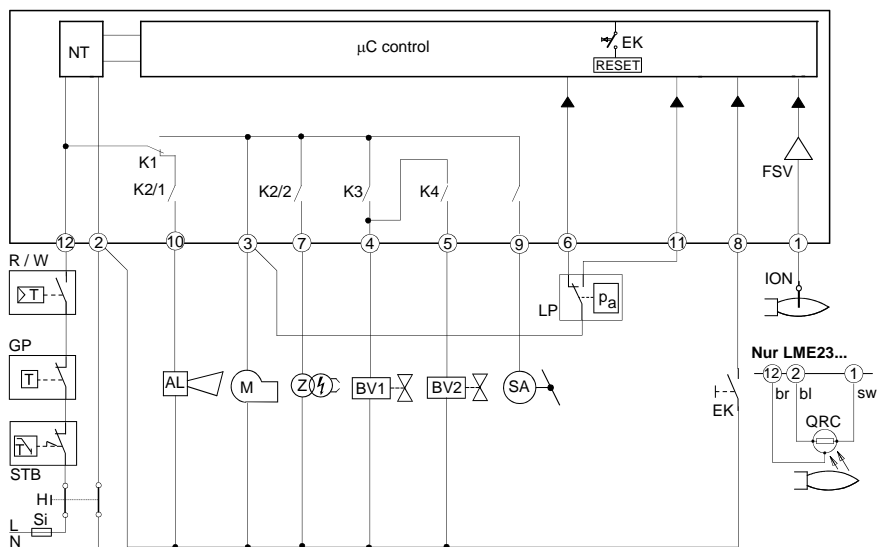 NT
µC control
EK
RESET
K1
K2/1
K2/2
K3
K4
FSV
12
2
10
3
7
4
5
9
6
11
8
1
R / W
T
GP
T
STB
T
H
L
Si
N
AL
M
Z
BV1
BV2
SA
LP
pa
EK
ION
Nur LME23...
12
2
1
br
bl
sw
QRC